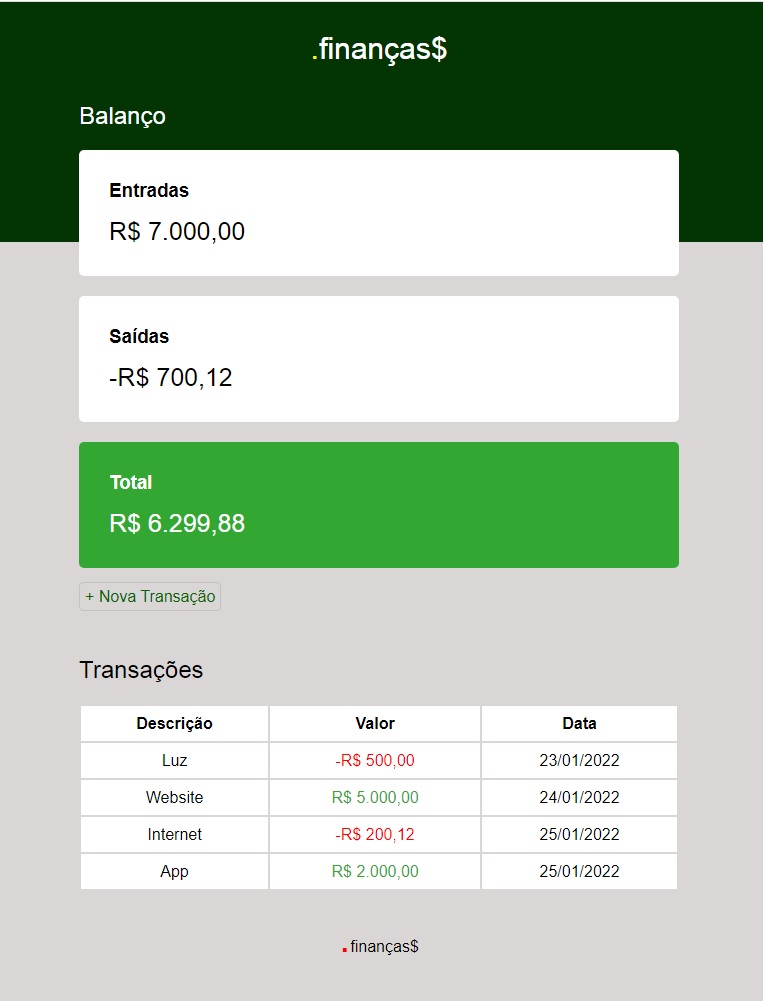 .finanças$
Balanço
Entradas
R$ 7.000,00
Saídas
-R$ 700,12
Total
R$ 6.299,88
+ Nova Transação
Transações
Descrição Valor Data
Luz -R$ 500,00 23/01/2022
Website R$ 5.000,00 24/01/2022
Internet -R$ 200,12 25/01/2022
App R$ 2.000,00 25/01/2022
.finanças$